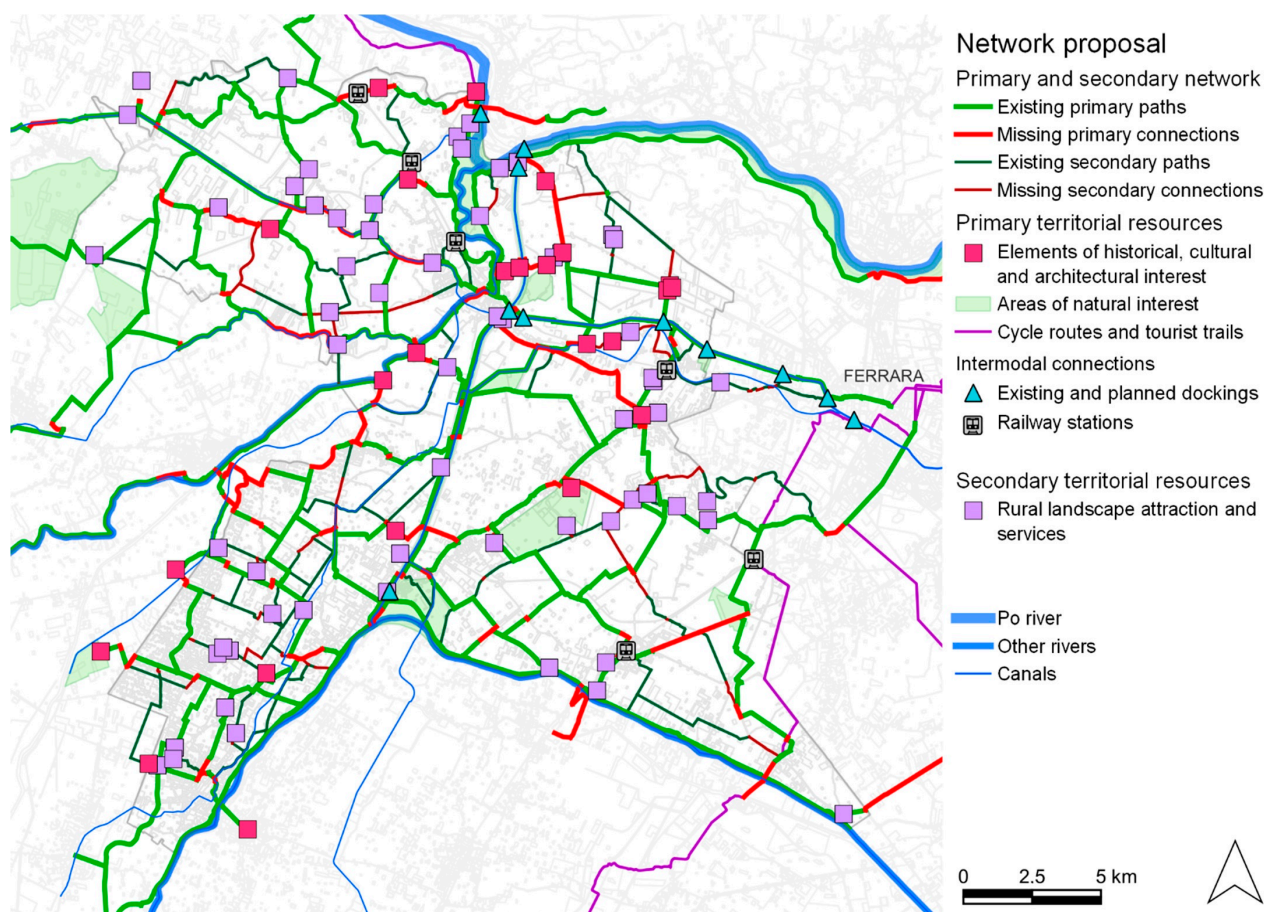 Network proposal
Primary and secondary network
Existing primary paths
Missing primary connections
Existing secondary paths
Missing secondary connections
Primary territorial resources
Elements of historical, cultural
and architectural interest
Areas of natural interest
Cycle routes and tourist trails
Intermodal connections
FERRARA
Existing and planned dockings
Railway stations
Secondary territorial resources
Rural landscape attraction and
services
Po river
Other rivers
Canals
0 2.5 5 km